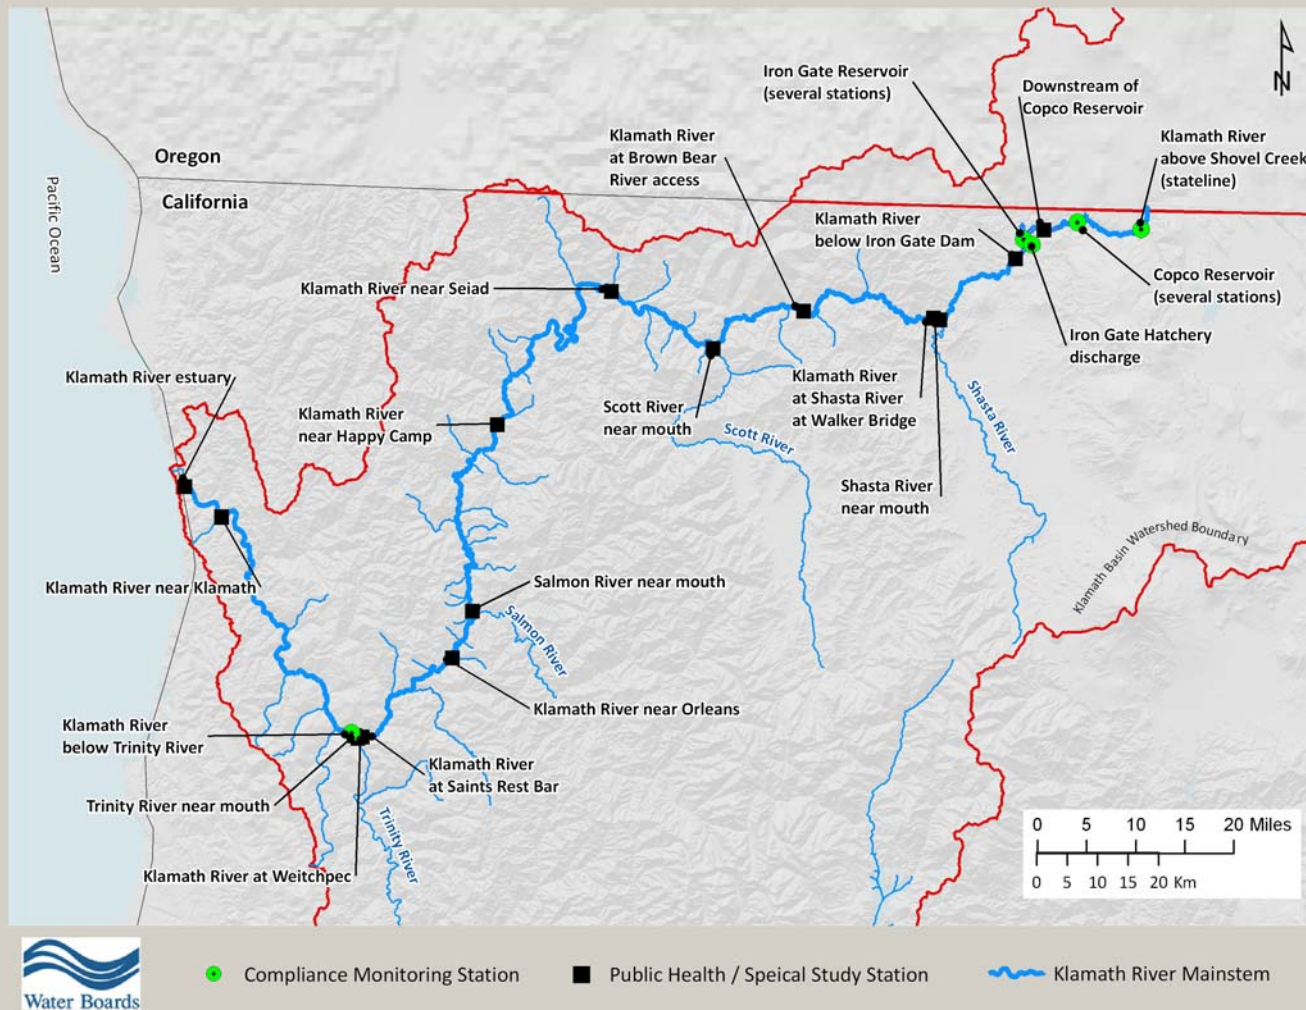 Iron Gate Reservoir
(several stations)
Downstream of
Copco Reservoir
N
Klamath River
at Brown Bear
River access
Klamath River
above Shovel Creek
(stateline)
Oregon
California
Pacific Ocean
Klamath River
below Iron Gate Dam
Copco Reservoir
(several stations)
Klamath River near Seiad
Iron Gate Hatchery
discharge
Klamath River estuary
Klamath River
near Happy Camp
Scott River
near mouth
Klamath River
at Shasta River
at Walker Bridge
Shasta River
Scott River
Shasta River
near mouth
Klamath Basin Watershed Boundary
Klamath River near Klamath
Salmon River near mouth
Salmon River
Klamath River near Orleans
Klamath River
below Trinity River
Klamath River
at Saints Rest Bar
Trinity River near mouth
Trinity River
Klamath River at Weitchpec
0 5 10 15 20 Miles
0 5 10 15 20 Km
Water Boards
Compliance Monitoring Station
Public Health / Speical Study Station
Klamath River Mainstem